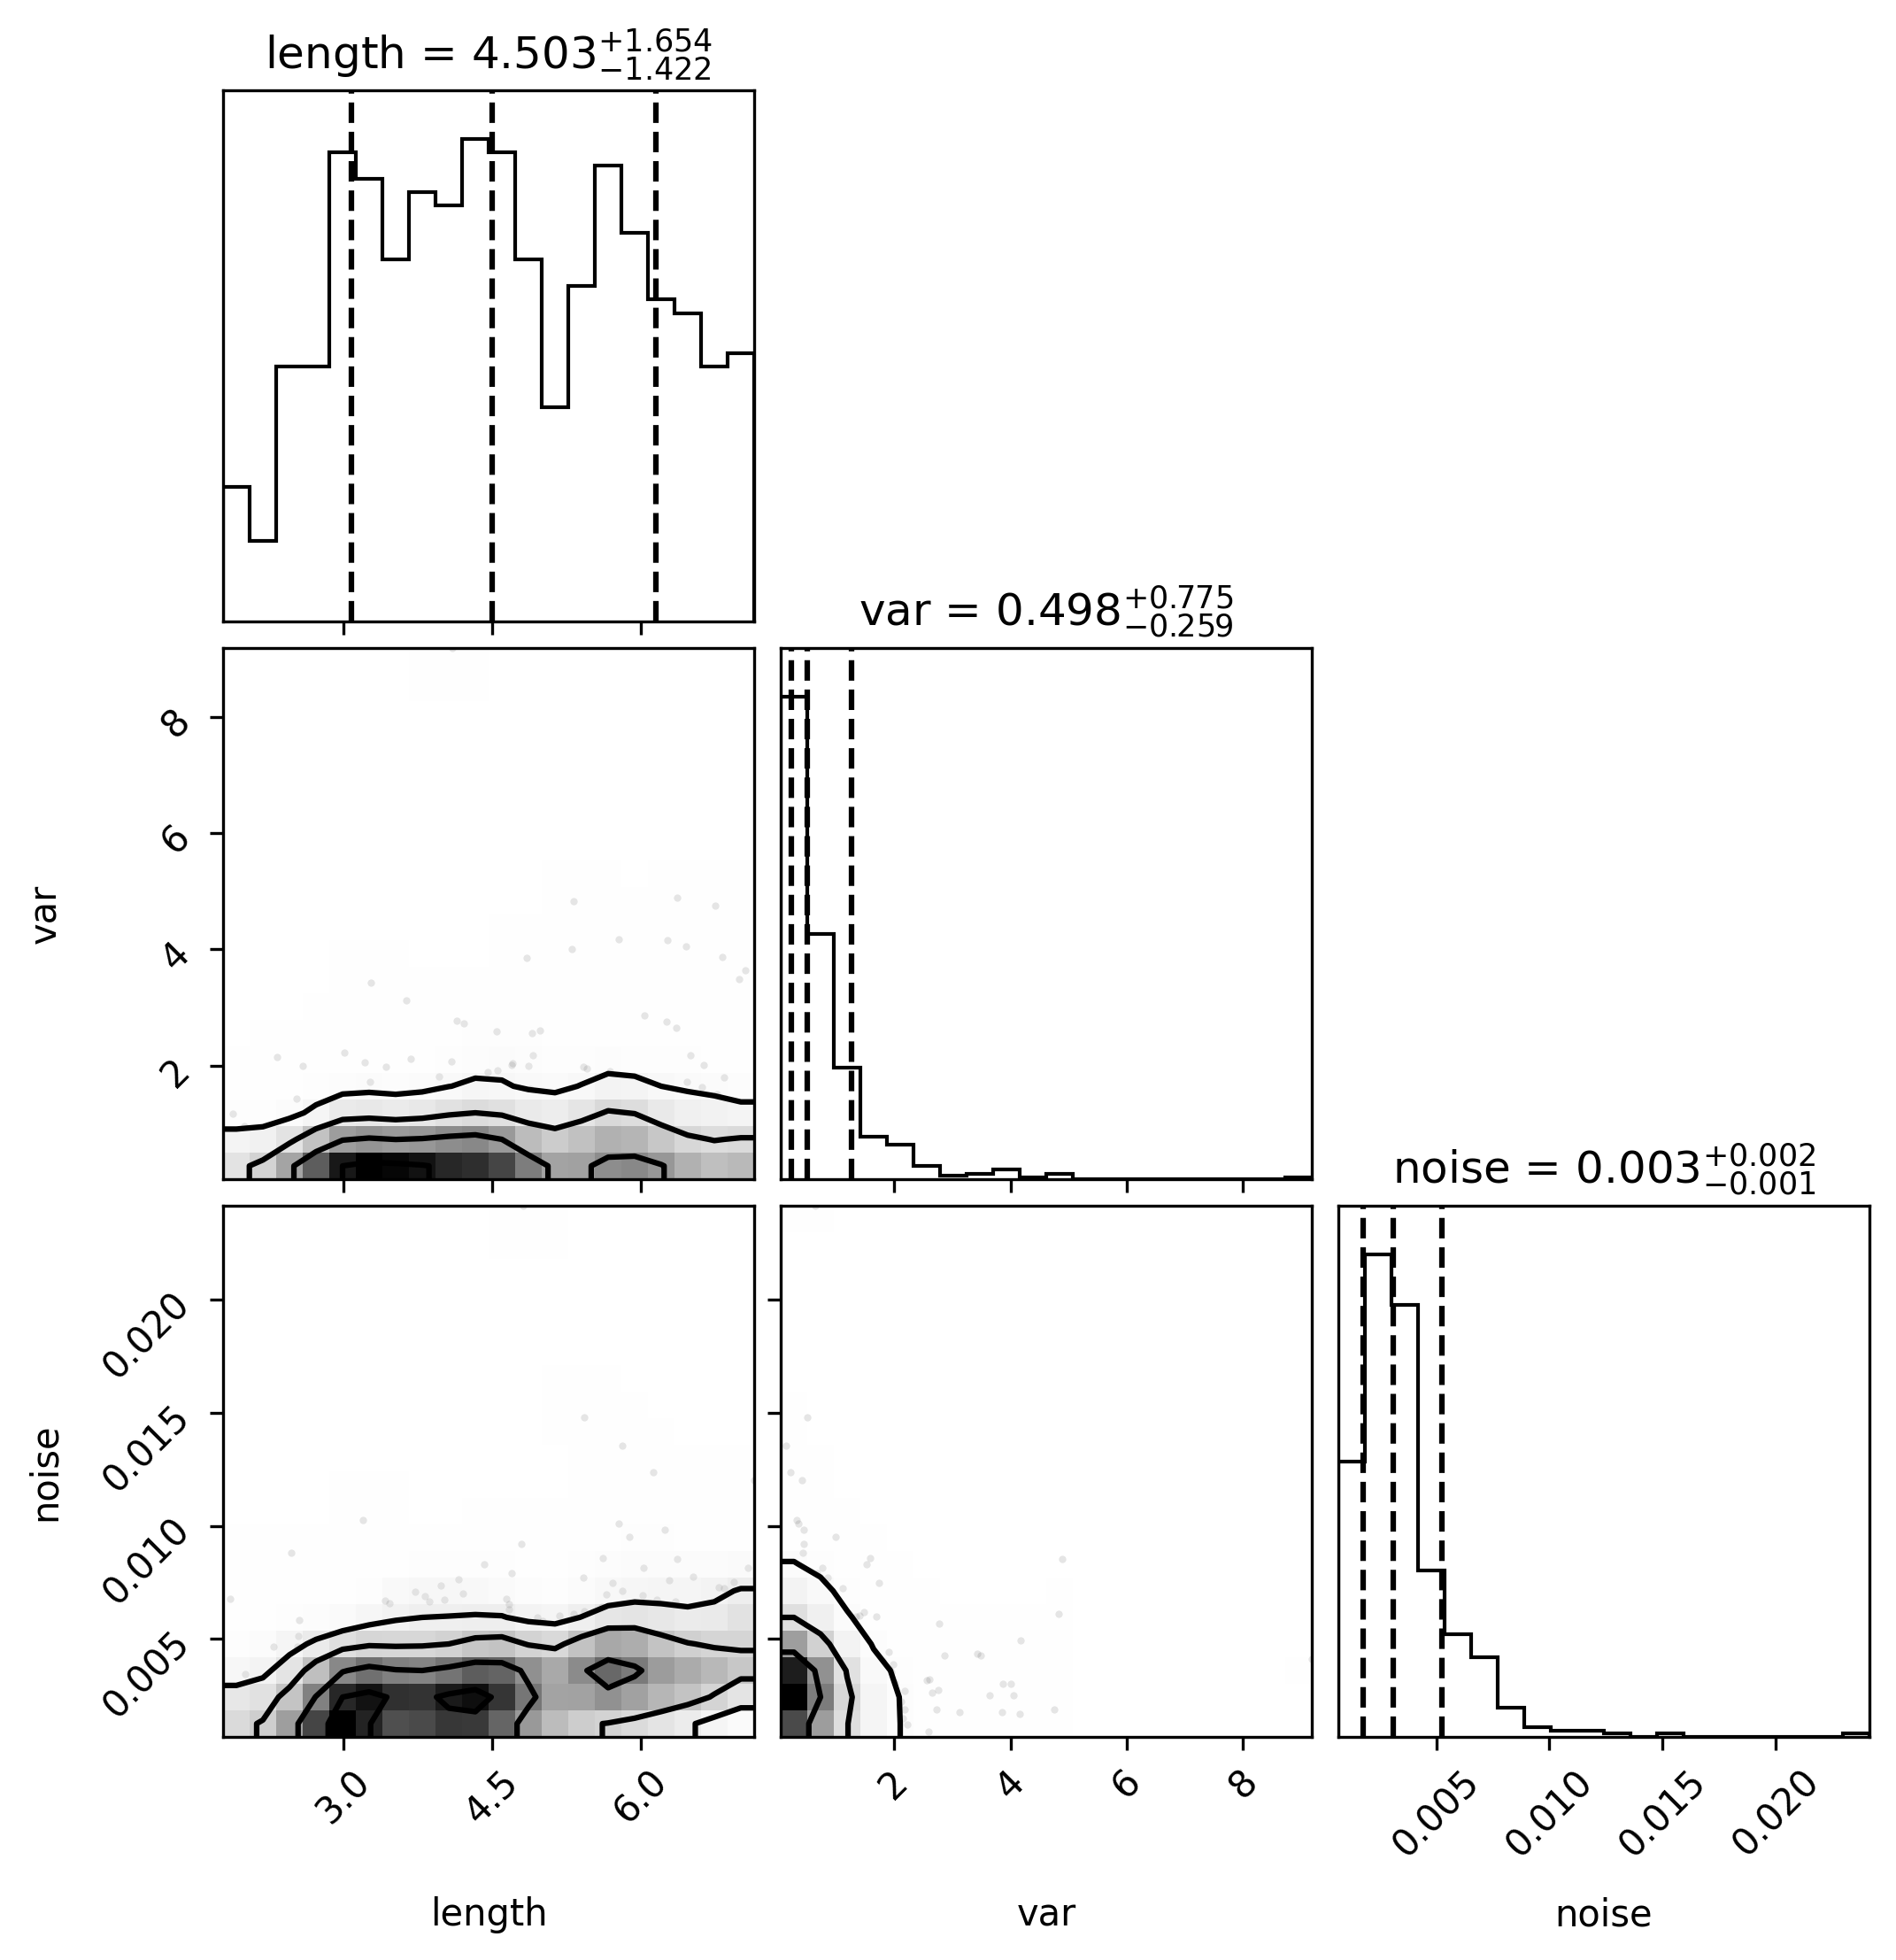 length = 4.503+1.654−1.422
var = 0.498+0.775−0.259
8
6
4
2
var
noise = 0.003+0.002−0.001
0.020
0.015
0.010
0.005
noise
3.0 4.5 6.0 2 4 6 8 0.005 0.010 0.015 0.020
length var noise